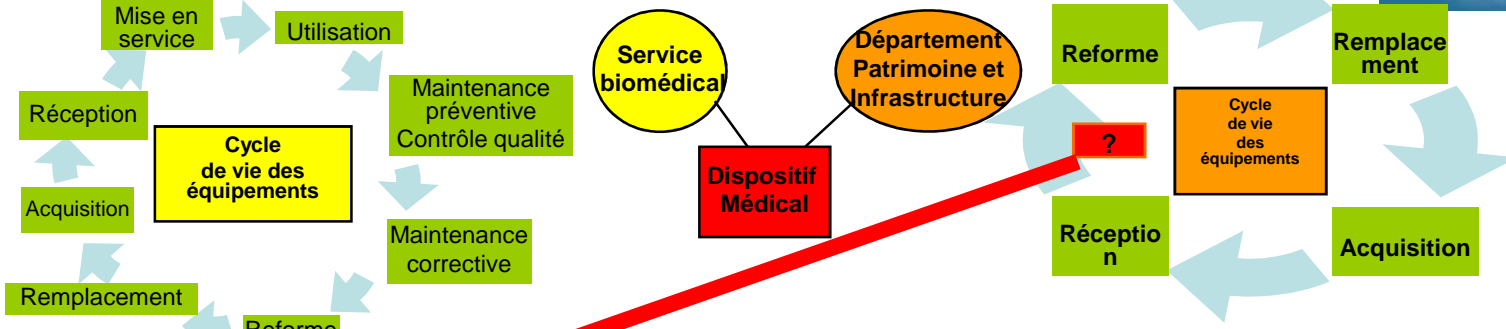 Mise en
service
Utilisation
Maintenance
préventive
Contrôle qualité
Maintenance
corrective
Reforme
Remplacement
Acquisition
Réception
Cycle
de vie des
équipements
Service
biomédical
Département
Patrimoine et
Infrastructure
Dispositif
Médical
Reforme
Remplace
ment
Acquisition
Réceptio
n
?
Cycle
de vie
des
équipements